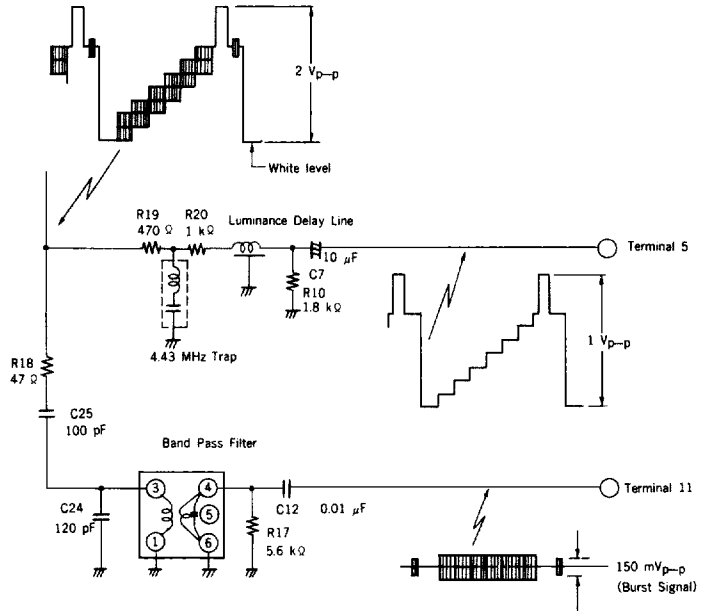 2 Vp—p
White level
R19
470 Ω
R20
1 kΩ
Luminance Delay Line
10 μF
Terminal 5
C7
R10
1.8 kΩ
4.43 MHz Trap
1 Vp—p
R18
47 Ω
C25
100 pF
Band Pass Filter
3
4
5
1
6
C24
120 pF
C12
0.01 μF
R17
5.6 kΩ
Terminal 11
150 mVp—p
(Burst Signal)